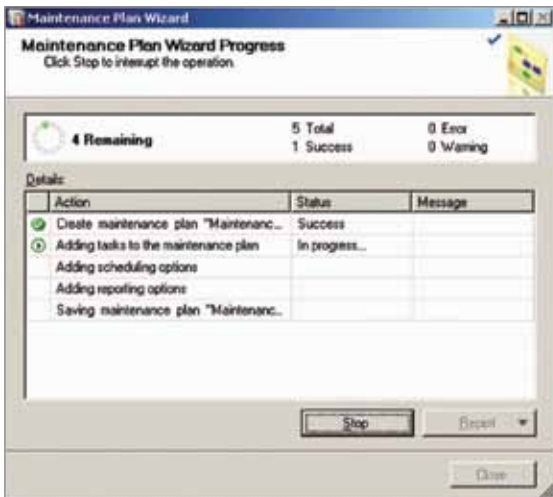 Maintenance Plan Wizard
Maintenance Plan Wizard Progress
Click Stop to interrupt the operation.
4 Remaining
5 Total
0 Error
1 Success
0 Warning
Details:
Action Status Message
Create maintenance plan "Maintenanc... Success
Adding tasks to the maintenance plan In progress...
Adding scheduling options
Adding reporting options
Saving maintenance plan "Maintenanc...
Stop
Report
Close